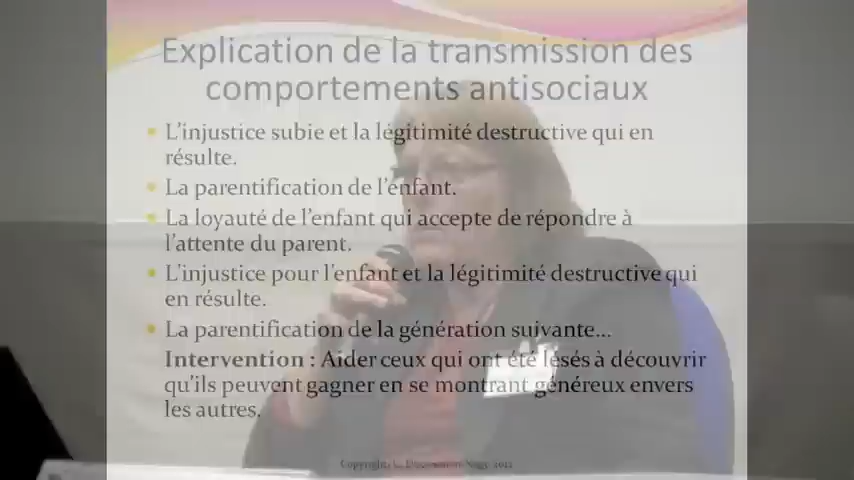 Explication de la transmission des
comportements antisociaux
L'injustice subie et la légitimité destructive qui en
résulte.
La parentification de l'enfant.
La loyauté de l'enfant qui accepte de répondre à
l'attente du parent.
L'injustice pour l'enfant et la légitimité destructive qui
en résulte.
La parentification de la génération suivante...
Intervention : Aider ceux qui ont été lésés à découvrir
qu'ils peuvent gagner en se montrant généreux envers
les autres.